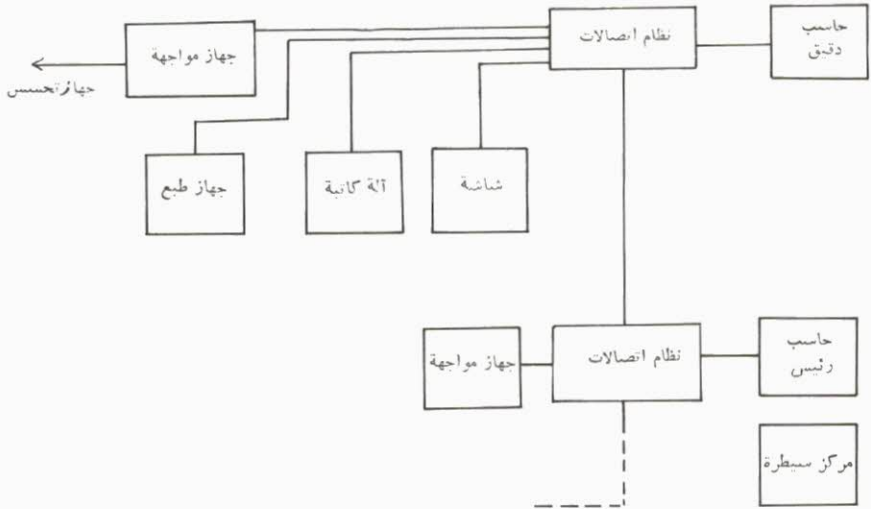 حاسب
دقيق
نظام اتصالات
جهاز مواجهة
جهاز تحسس
شاشة
آلة كاتبة
جهاز طبع
حاسب
رئيس
نظام اتصالات
جهاز مواجهة
مركز سيطرة